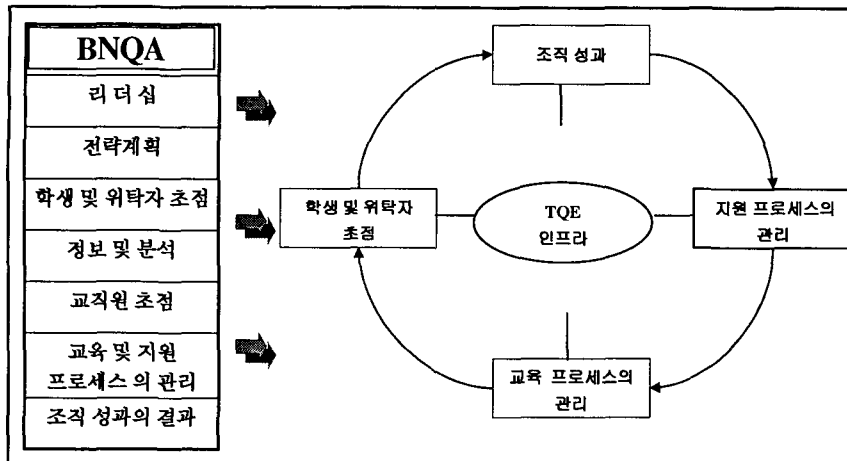 BNQA
리 더 십
전략계획
학생 및 위탁자 초점
정보 및 분석
교직원 초점
교육 및 지원
프로세스 의 관리
조직 성과의 결과
조직 성과
학생 및 위탁자
초점
TQE
인프라
지원 프로세스의
관리
교육 프로세스의
관리